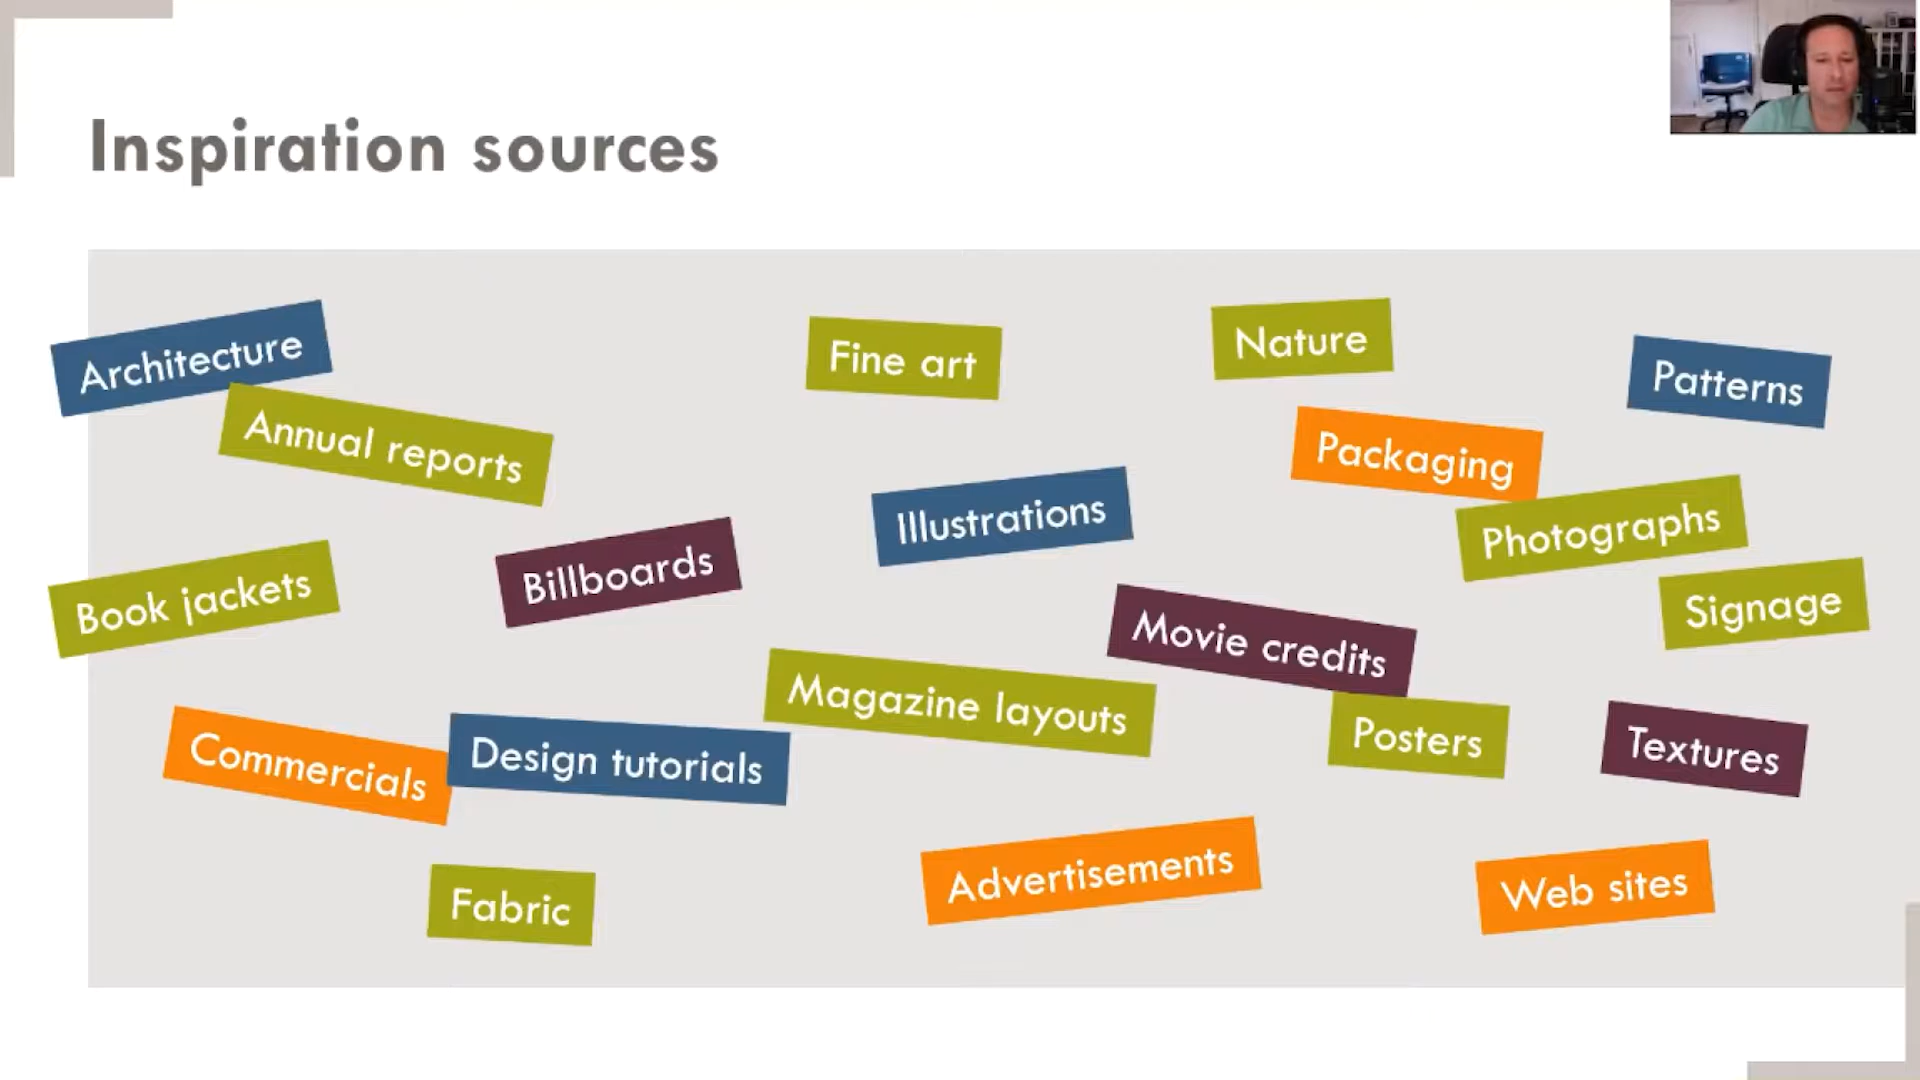 Inspiration sources
Architecture
Fine art
Nature
Patterns
Annual reports
Packaging
Illustrations
Photographs
Book jackets
Billboards
Signage
Movie credits
Magazine layouts
Commercials
Design tutorials
Posters
Textures
Fabric
Advertisements
Web sites